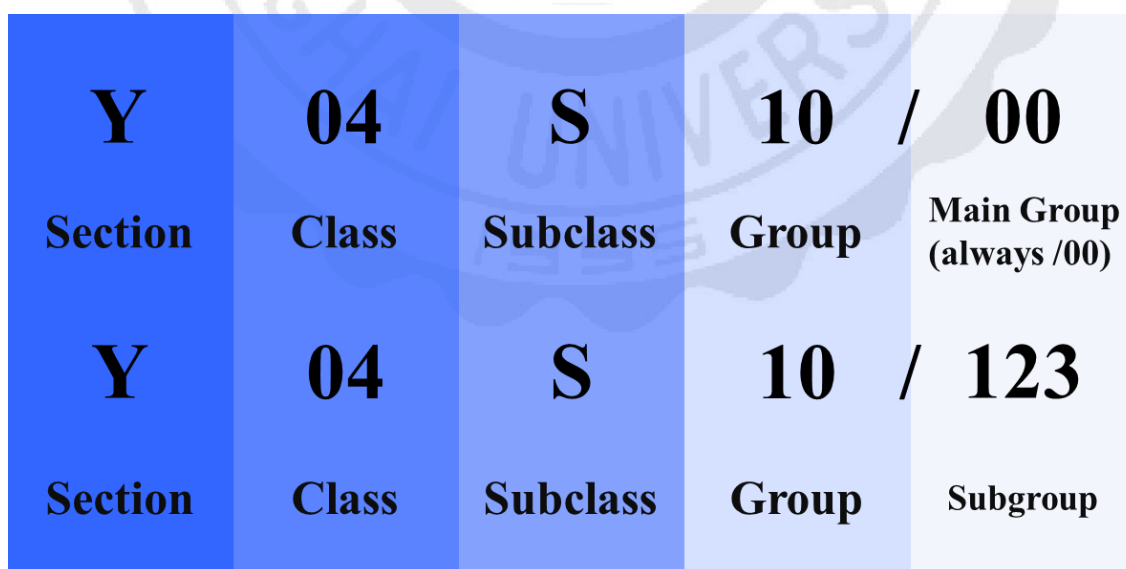 Y 04 S 10 / 00
Section Class Subclass Group Main Group
(always /00)
Y 04 S 10 / 123
Section Class Subclass Group Subgroup